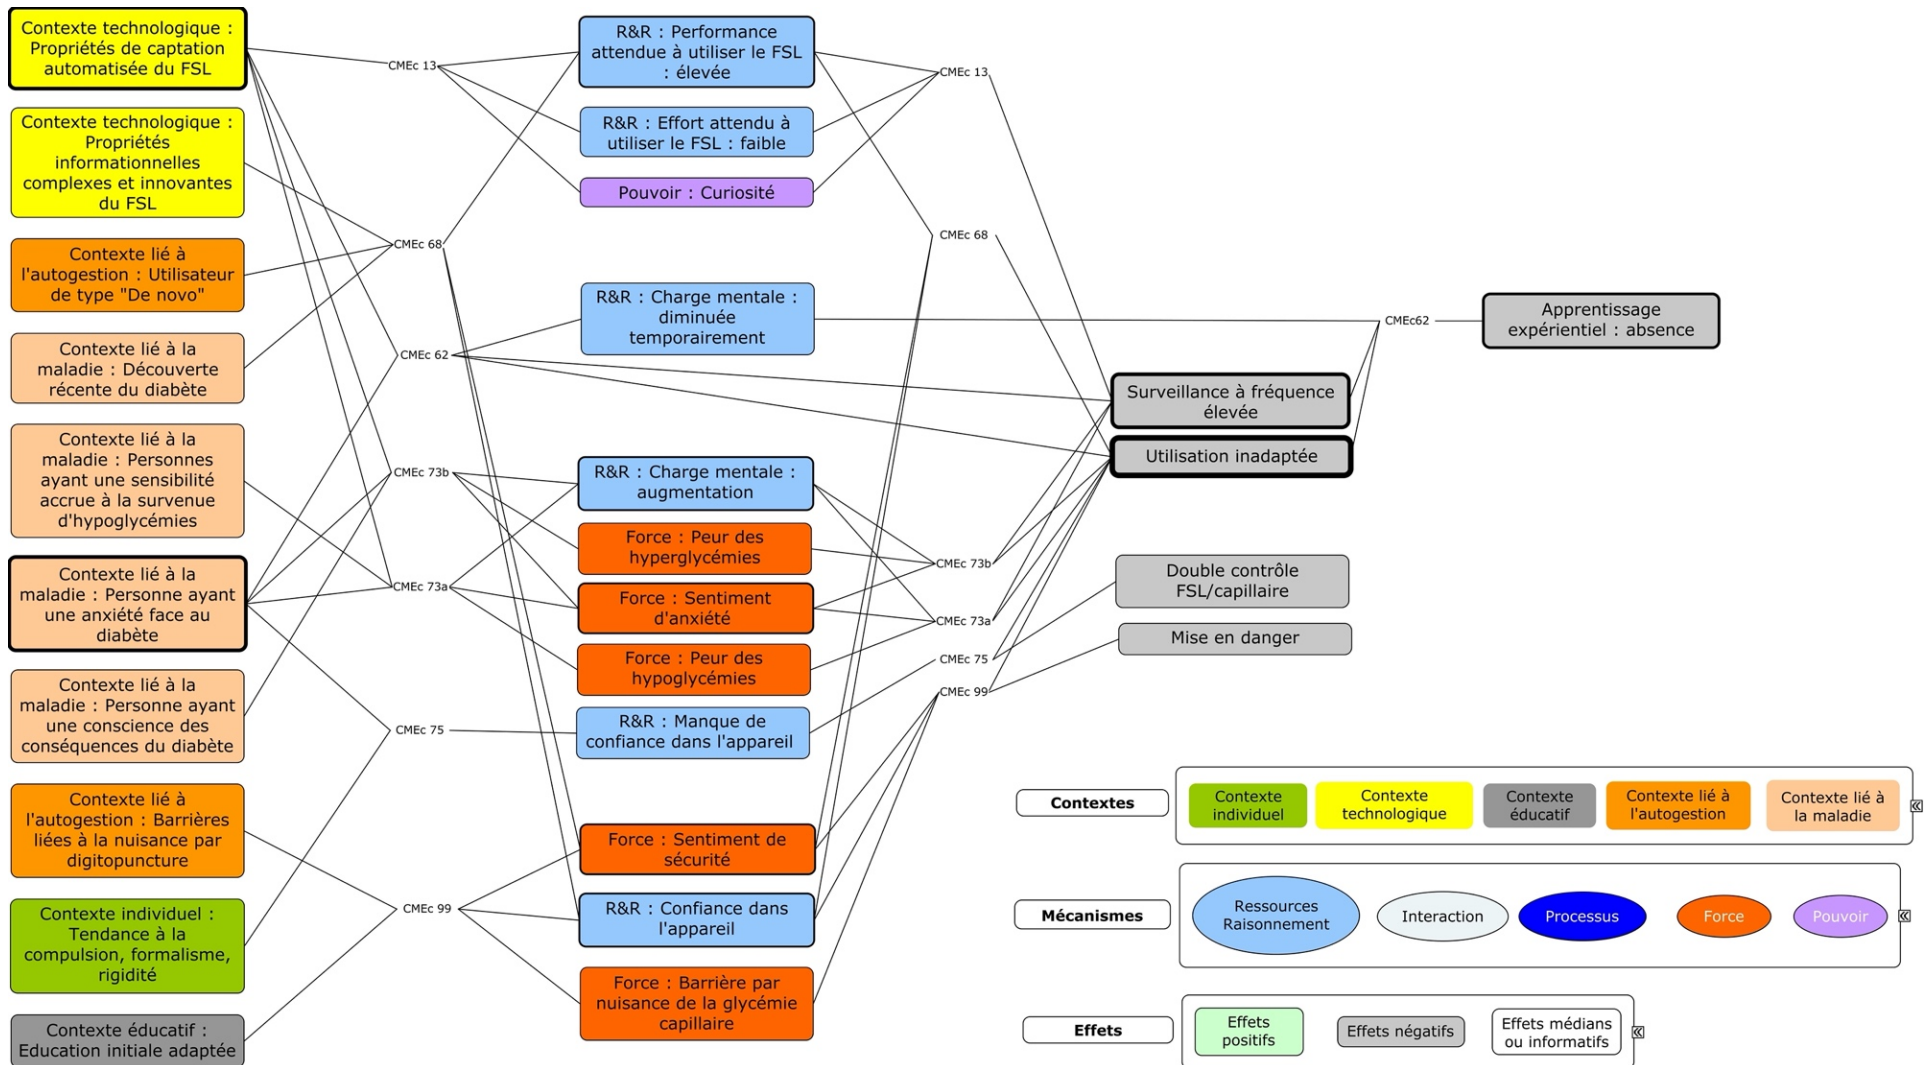 Contexte technologique :
Propriétés de captation
automatisée du FSL
Contexte technologique :
Propriétés
informationnelles
complexes et innovantes
du FSL
Contexte lié à
l'autogestion : Utilisateur
de type "De novo"
Contexte lié à la
maladie : Découverte
récente du diabète
Contexte lié à la
maladie : Personnes
ayant une sensibilité
accrue à la survenue
d'hypoglycémies
Contexte lié à la
maladie : Personne ayant
une anxiété face au
diabète
Contexte lié à la
maladie : Personne ayant
une conscience des
conséquences du diabète
Contexte lié à
l'autogestion : Barrières
liées à la nuisance par
digitopuncture
Contexte individuel :
Tendance à la
compulsion, formalisme,
rigidité
Contexte éducatif :
Education initiale adaptée
CMEc 13
CMEc 68
CMEc 62
CMEc 73b
CMEc 73a
CMEc 75
CMEc 99
R&R : Performance
attendue à utiliser le FSL
: élevée
R&R : Effort attendu à
utiliser le FSL : faible
Pouvoir : Curiosité
R&R : Charge mentale :
diminuée
temporairement
R&R : Charge mentale :
augmentation
Force : Peur des
hyperglycémies
Force : Sentiment
d'anxiété
Force : Peur des
hypoglycémies
R&R : Manque de
confiance dans l'appareil
Force : Sentiment de
sécurité
R&R : Confiance dans
l'appareil
Force : Barrière par
nuisance de la glycémie
capillaire
CMEc 13
CMEc 68
CMEc 73b
CMEc 73a
CMEc 75
CMEc 99
Surveillance à fréquence
élevée
Utilisation inadaptée
Double contrôle
FSL/capillaire
Mise en danger
CMEc62
Apprentissage
expérientiel : absence
Contextes
Contexte
individuel
Contexte
technologique
Contexte
éducatif
Contexte lié à
l'autogestion
Contexte lié à
la maladie
Mécanismes
Ressources
Raisonnement
Interaction
Processus
Force
Pouvoir
Effets
Effets
positifs
Effets négatifs
Effets médians
ou informatifs